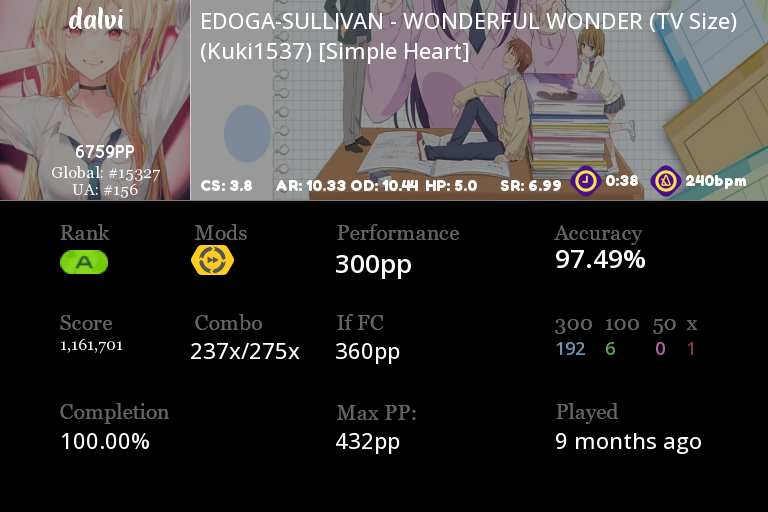 dalvi
6759PP
Global: #15327
UA: #156
EDOGA-SULLIVAN - WONDERFUL WONDER (TV Size)
(Kuki1537) [Simple Heart]
CS: 3.8 AR: 10.33 OD: 10.44 HP: 5.0 SR: 6.99 0:38 240bpm
Rank Mods Performance Accuracy
A 300pp 97.49%
Score Combo If FC 300 100 50 x
1,161,701 237x/275x 360pp 192 6 0 1
Completion Max PP: Played
100.00% 432pp 9 months ago